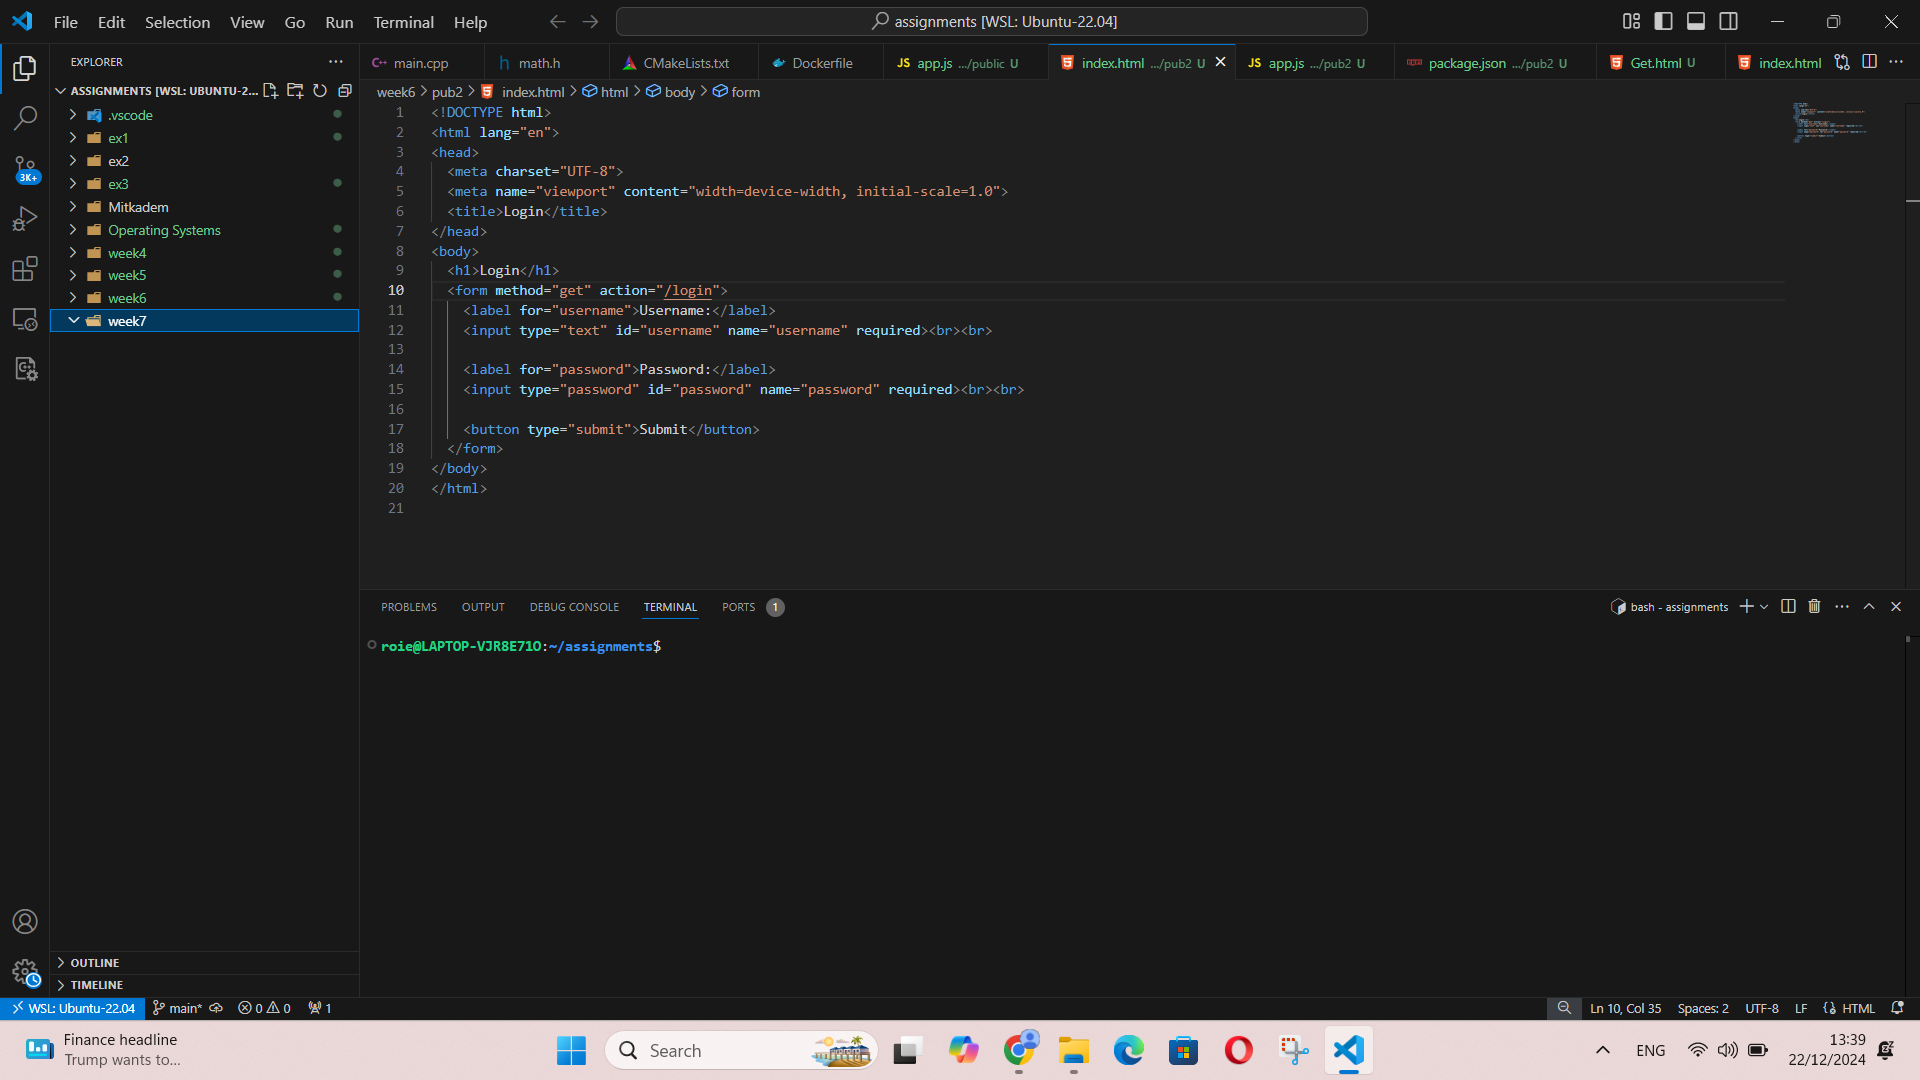 File Edit Selection View Go Run Terminal Help
assignments [WSL: Ubuntu-22.04]
EXPLORER
main.cpp
math.h
CMakeLists.txt
Dockerfile
JS app.js .../public U
index.html .../pub2 U
JS app.js .../pub2 U
package.json .../pub2 U
Get.html U
index.html
ASSIGNMENTS [WSL: UBUNTU-2...
week6 > pub2 > index.html > html > body > form
.vscode
ex1
ex2
ex3
Mitkadem
Operating Systems
week4
week5
week6
week7
3K+
1 <!DOCTYPE html>
2 <html lang="en">
3 <head>
4 <meta charset="UTF-8">
5 <meta name="viewport" content="width=device-width, initial-scale=1.0">
6 <title>Login</title>
7 </head>
8 <body>
9 <h1>Login</h1>
10 <form method="get" action="/login">
11 <label for="username">Username:</label>
12 <input type="text" id="username" name="username" required><br><br>
13
14 <label for="password">Password:</label>
15 <input type="password" id="password" name="password" required><br><br>
16
17 <button type="submit">Submit</button>
18 </form>
19 </body>
20 </html>
21
PROBLEMS OUTPUT DEBUG CONSOLE TERMINAL PORTS 1
bash - assignments
roie@LAPTOP-VJR8E71O:~/assignments$
OUTLINE
TIMELINE
WSL: Ubuntu-22.04 main* 0 0 1
Ln 10, Col 35 Spaces: 2 UTF-8 LF {} HTML
Finance headline
Trump wants to...
Search
ENG
13:39
22/12/2024